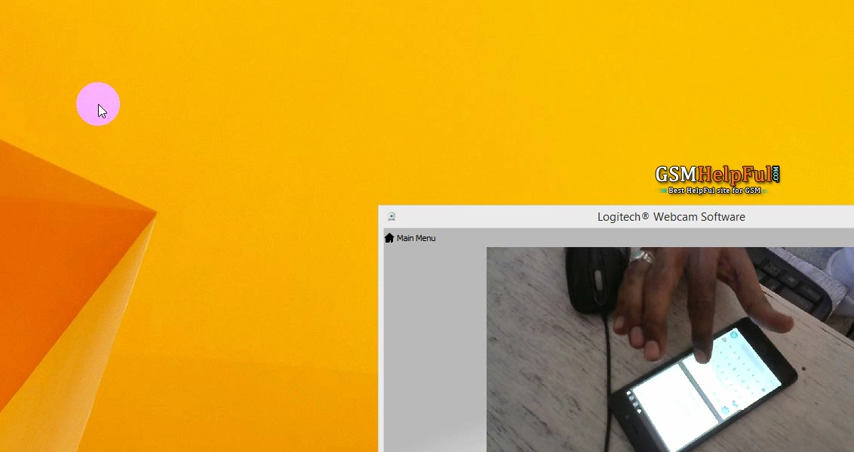 GSMHelpFul.COM
Best HelpFul site for GSM
Logitech® Webcam Software
Main Menu